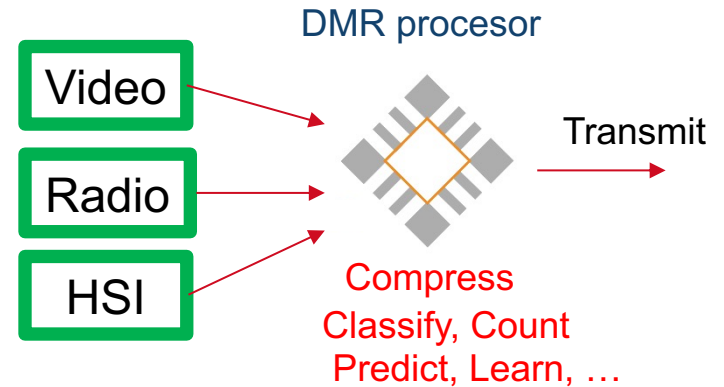 DMR procesor
Video
Radio
HSI
Transmit
Compress
Classify, Count
Predict, Learn, ...